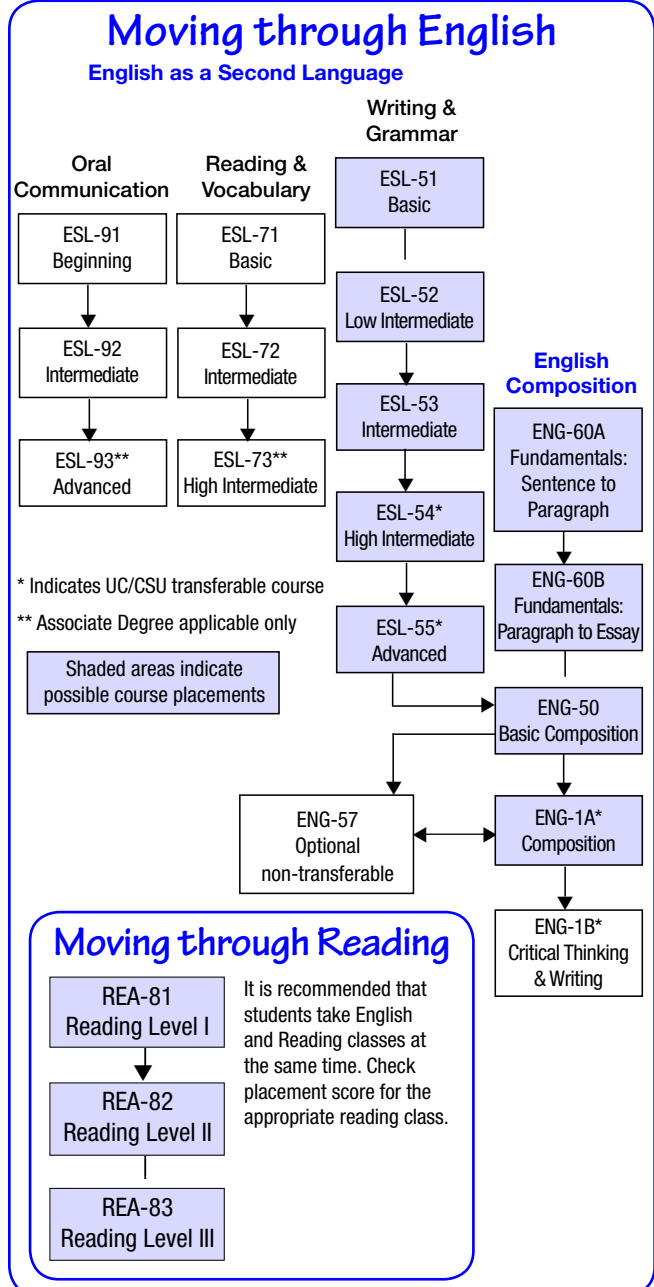 Moving through English
English as a Second Language
Oral
Communication
ESL-91
Beginning
ESL-92
Intermediate
ESL-93**
Advanced
Reading &
Vocabulary
ESL-71
Basic
ESL-72
Intermediate
ESL-73**
High Intermediate
Writing &
Grammar
ESL-51
Basic
ESL-52
Low Intermediate
ESL-53
Intermediate
ESL-54*
High Intermediate
ESL-55*
Advanced
English
Composition
ENG-60A
Fundamentals:
Sentence to
Paragraph
ENG-60B
Fundamentals:
Paragraph to Essay
ENG-50
Basic Composition
ENG-1A*
Composition
ENG-1B*
Critical Thinking
& Writing
ENG-57
Optional
non-transferable
* Indicates UC/CSU transferable course
** Associate Degree applicable only
Shaded areas indicate
possible course placements
Moving through Reading
REA-81
Reading Level I
REA-82
Reading Level II
REA-83
Reading Level III
It is recommended that
students take English
and Reading classes at
the same time. Check
placement score for the
appropriate reading class.